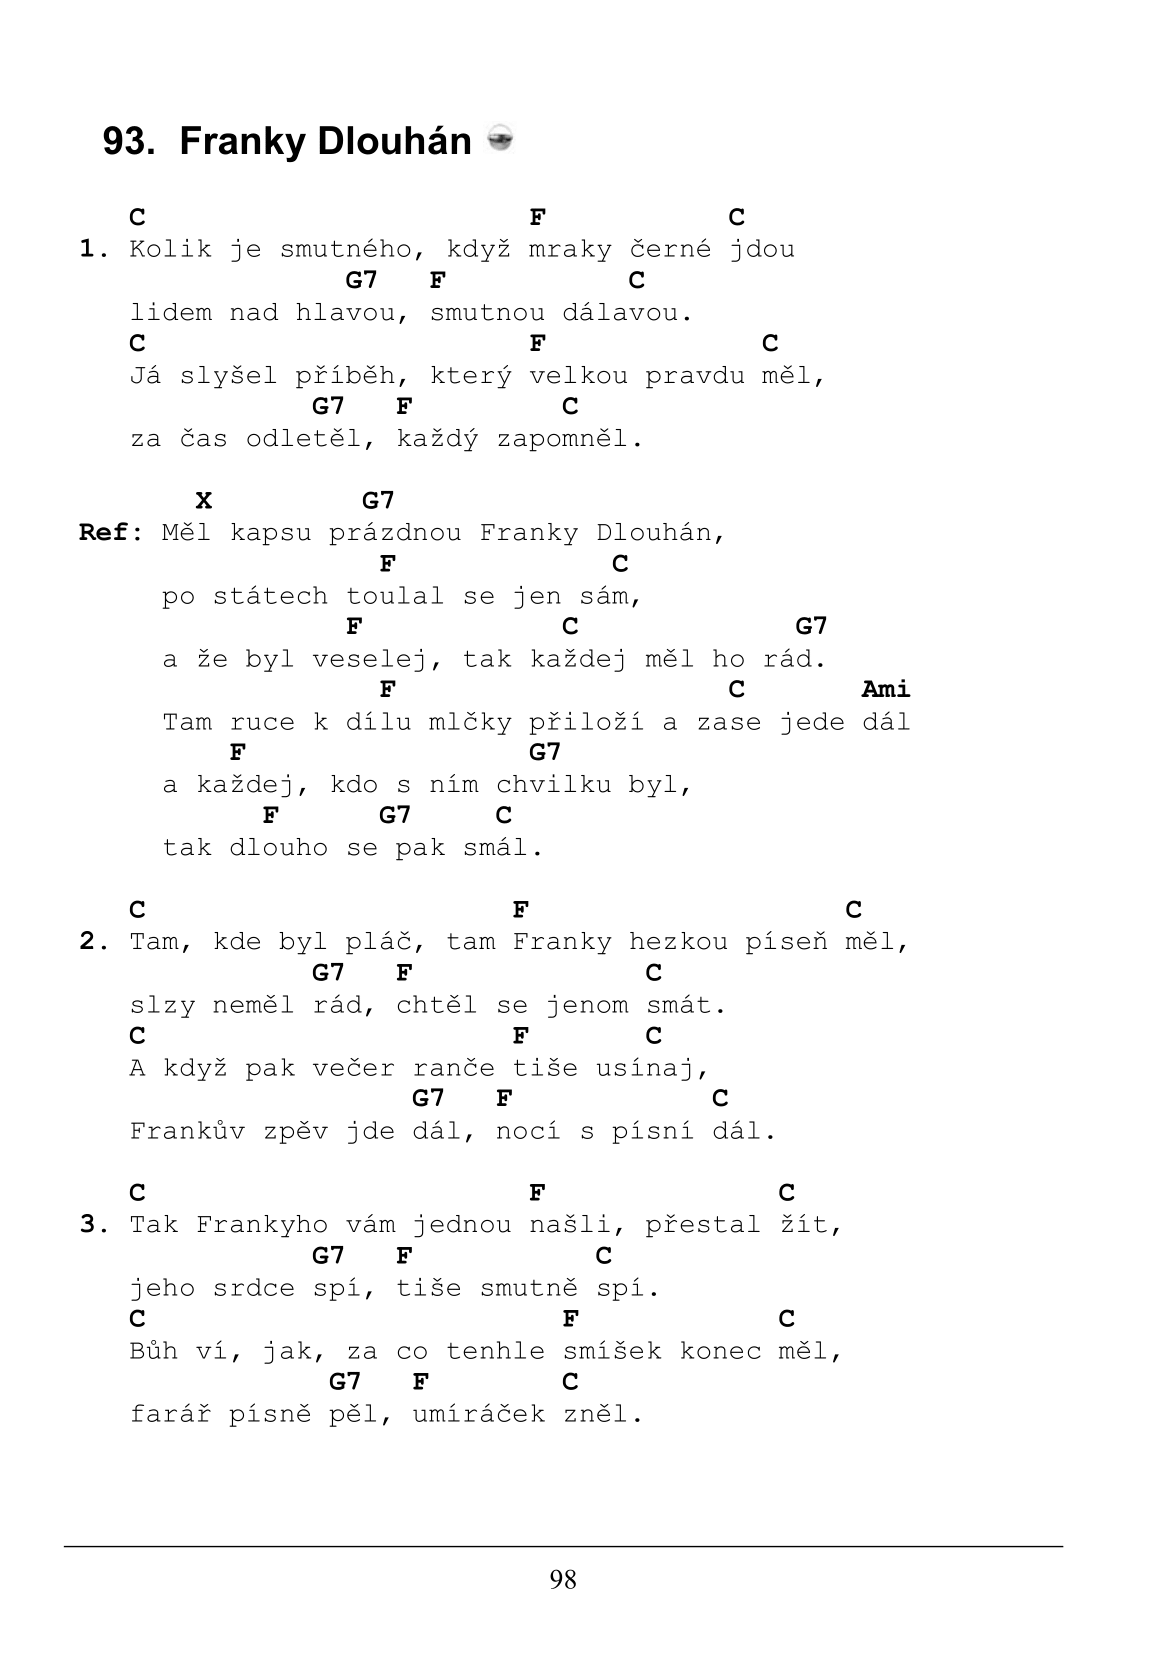 93. Franky Dlouhán
C F C
1. Kolik je smutného, když mraky černé jdou
G7 F C
lidem nad hlavou, smutnou dálavou.
C F C
Já slyšel příběh, který velkou pravdu měl,
G7 F C
za čas odletěl, každý zapomněl.
X G7
Ref: Měl kapsu prázdnou Franky Dlouhán,
F C
po státech toulal se jen sám,
F C G7
a že byl veselej, tak každej měl ho rád.
F C Ami
Tam ruce k dílu mlčky přiloží a zase jede dál
F G7
a každej, kdo s ním chvilku byl,
F G7 C
tak dlouho se pak smál.
C F C
2. Tam, kde byl pláč, tam Franky hezkou píseň měl,
G7 F C
slzy neměl rád, chtěl se jenom smát.
C F C
A když pak večer ranče tiše usínaj,
G7 F C
Frankův zpěv jde dál, nocí s písní dál.
C F C
3. Tak Frankyho vám jednou našli, přestal žít,
G7 F C
jeho srdce spí, tiše smutně spí.
C F C
Bůh ví, jak, za co tenhle smíšek konec měl,
G7 F C
farář písně pěl, umíráček zněl.
98